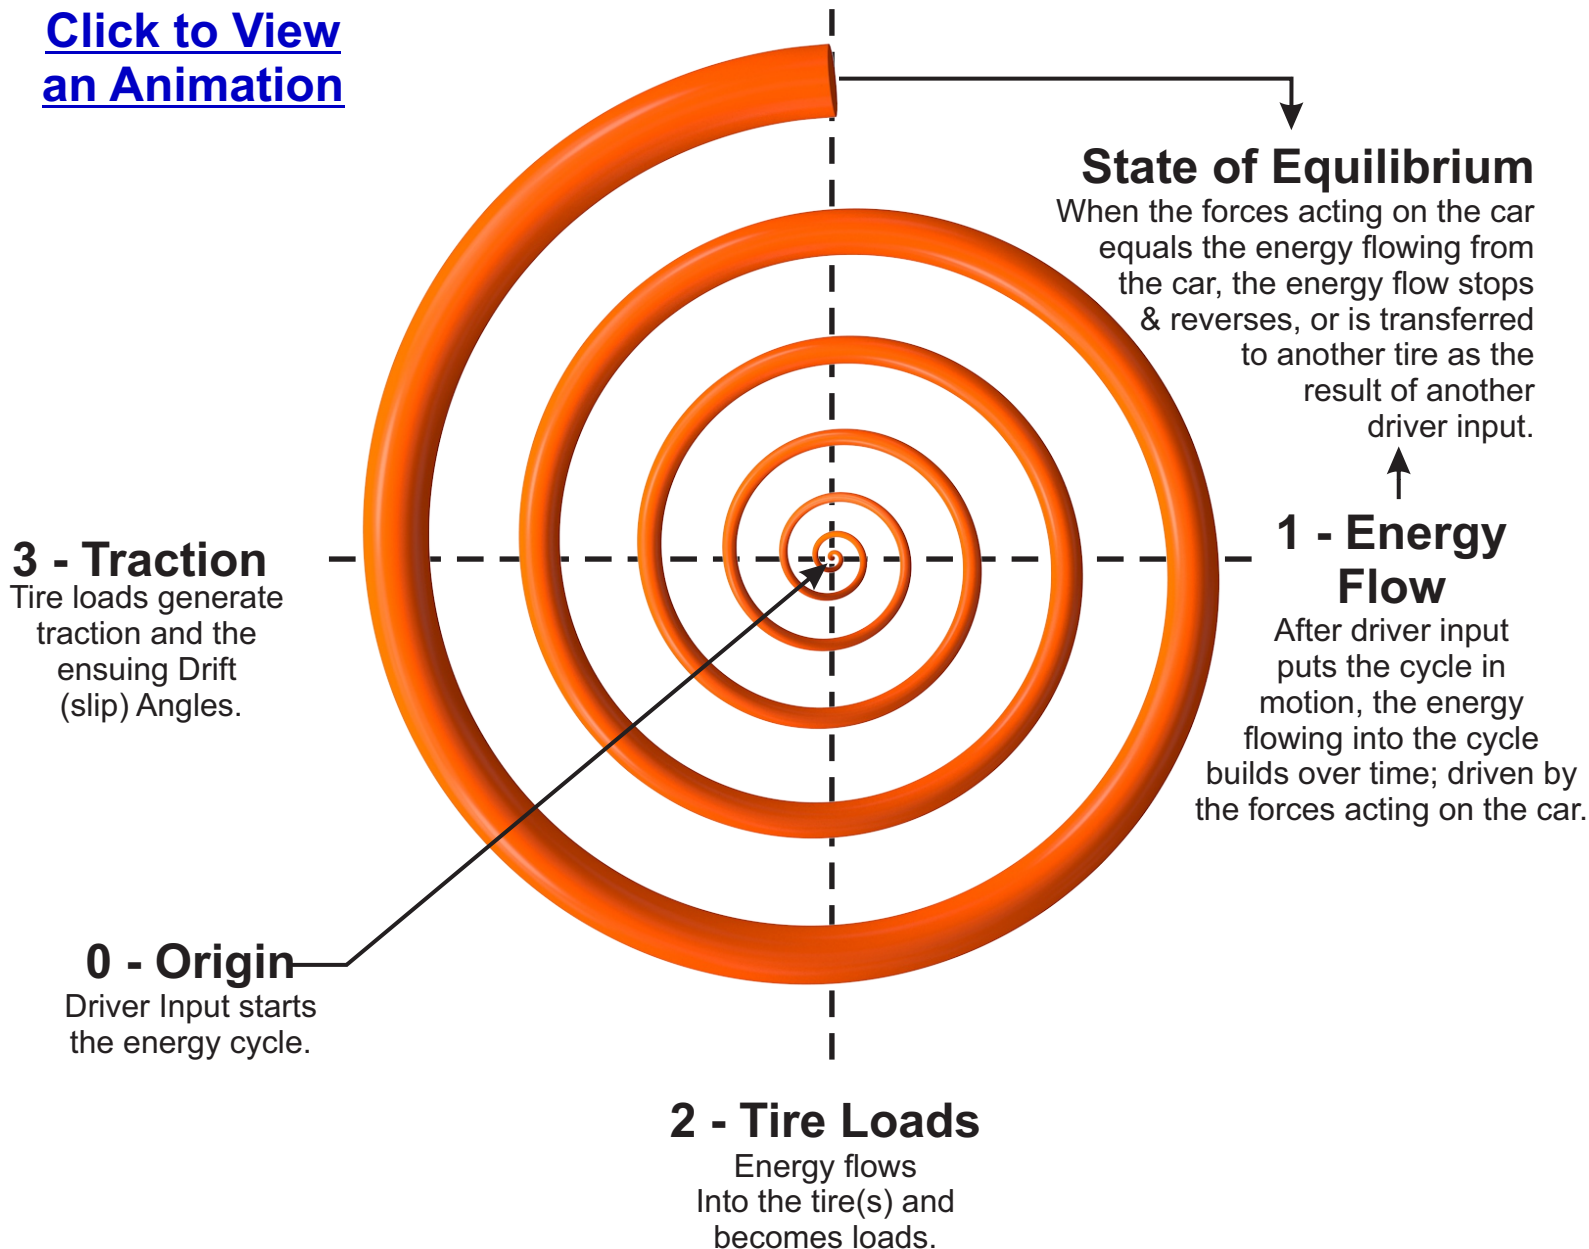 Click to View
an Animation
State of Equilibrium
When the forces acting on the car
equals the energy flowing from
the car, the energy flow stops
& reverses, or is transferred
to another tire as the
result of another
driver input.
1 - Energy
Flow
After driver input
puts the cycle in
motion, the energy
flowing into the cycle
builds over time; driven by
the forces acting on the car.
3 - Traction
Tire loads generate
traction and the
ensuing Drift
(slip) Angles.
0 - Origin
Driver Input starts
the energy cycle.
2 - Tire Loads
Energy flows
Into the tire(s) and
becomes loads.